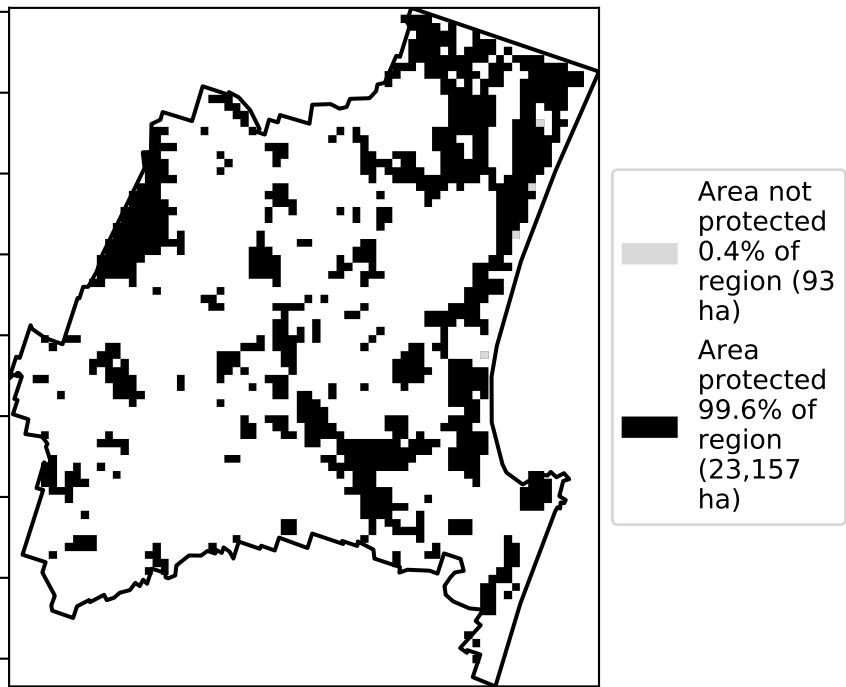 Area not
protected
0.4% of
region (93
ha)
Area
protected
99.6% of
region
(23,157
ha)